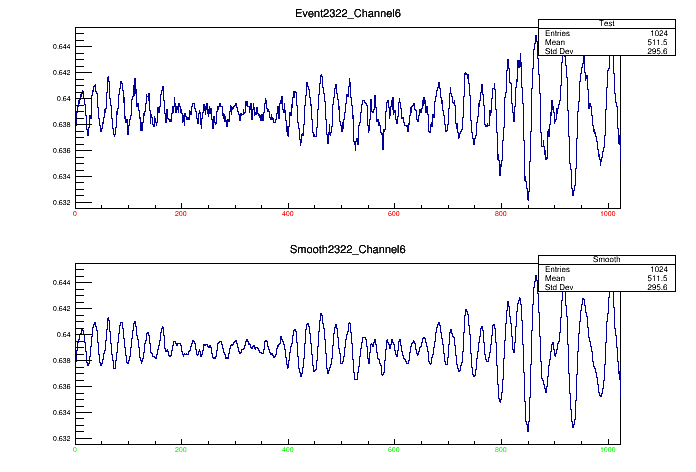 Event2322_Channel6
Test
Entries 1024
Mean 511.5
Std Dev 295.6
0.644
0.642
0.64
0.638
0.636
0.634
0.632
0 200 400 600 800 1000
Smooth2322_Channel6
Smooth
Entries 1024
Mean 511.5
Std Dev 295.6
0.644
0.642
0.64
0.638
0.636
0.634
0.632
0 200 400 600 800 1000